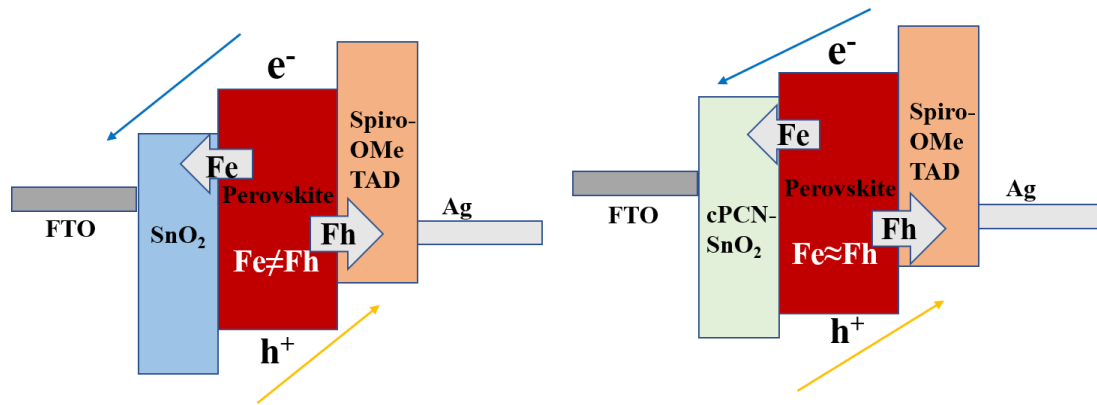 e⁻
Spiro-
OMe
TAD
Fe
Perovskite
Fh
Ag
FTO
SnO₂
Fe≠Fh
h⁺
e⁻
Spiro-
OMe
TAD
Fe
Perovskite
Fh
Ag
FTO
cPCN-
SnO₂
Fe≈Fh
h⁺